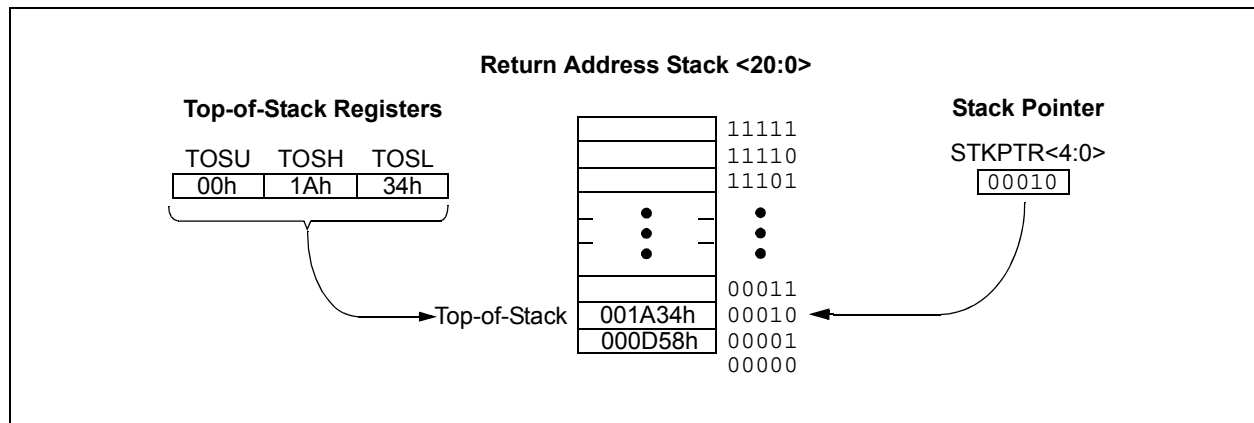 Return Address Stack <20:0>
Top-of-Stack Registers
Stack Pointer
TOSU TOSH TOSL
STKPTR<4:0>
00h 1Ah 34h
00010
11111
11110
11101
00011
Top-of-Stack 001A34h 00010
000D58h 00001
00000